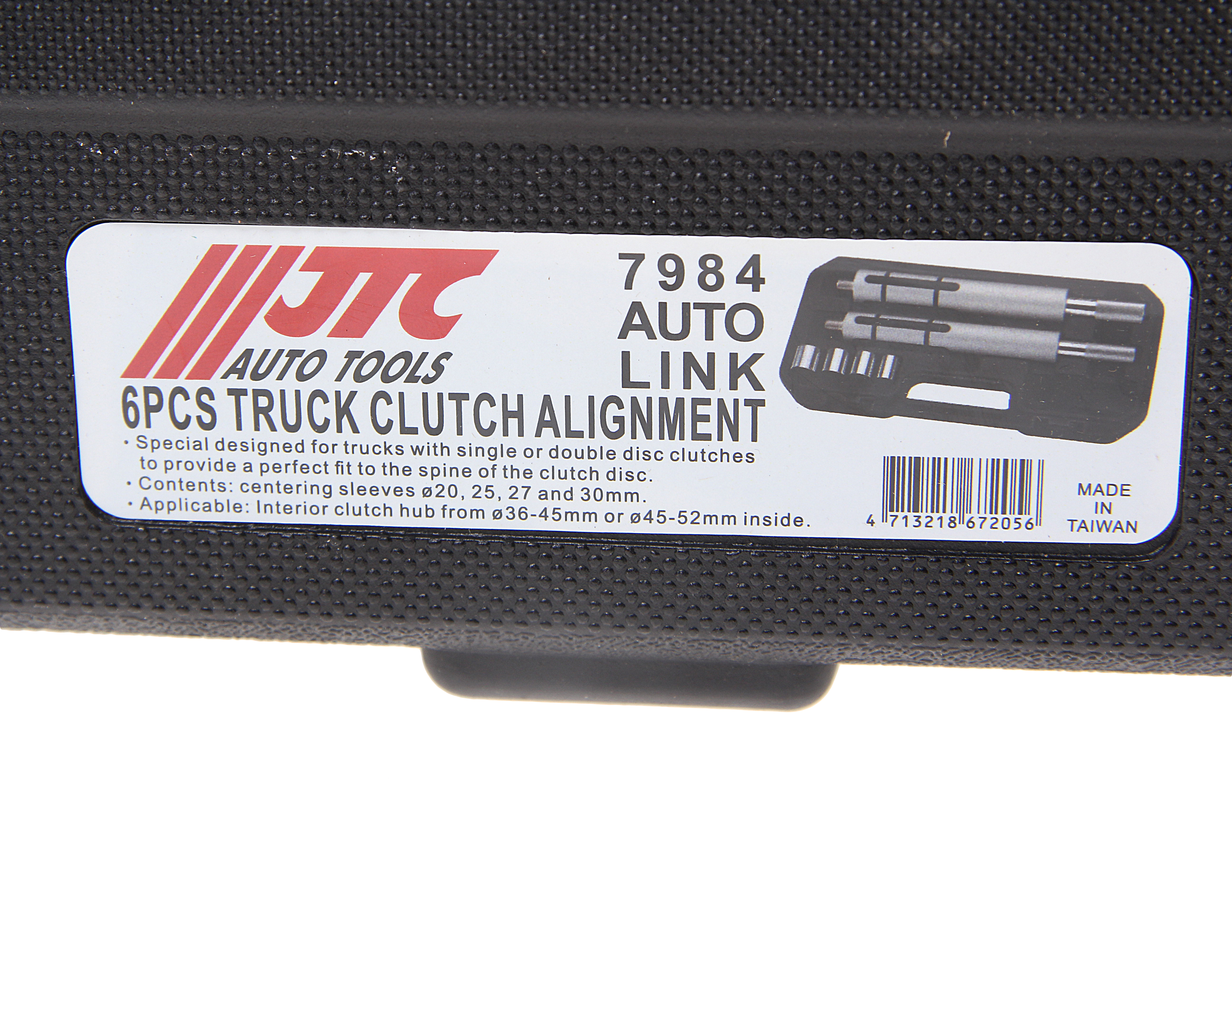 JTC
AUTO TOOLS
7984
AUTO
LINK
6PCS TRUCK CLUTCH ALIGNMENT
· Special designed for trucks with single or double disc clutches
to provide a perfect fit to the spine of the clutch disc.
· Contents: centering sleeves ø20, 25, 27 and 30mm.
· Applicable: Interior clutch hub from ø36-45mm or ø45-52mm inside.
4 713218 672056
MADE
IN
TAIWAN